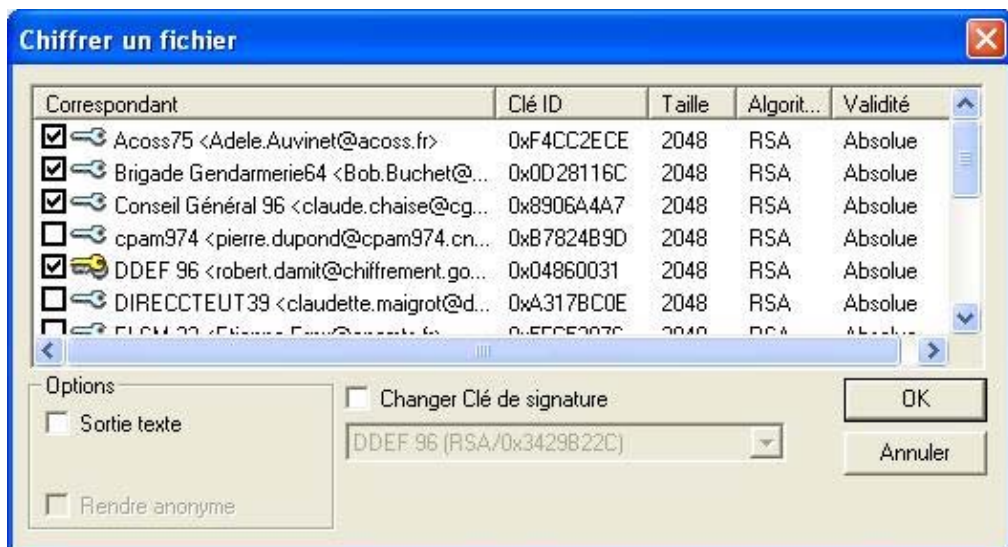 Chiffrer un fichier
Correspondant Clé ID Taille Algorit... Validité
Acoss75 <Adele.Auvinet@acoss.fr> 0xF4CC2ECE 2048 RSA Absolue
Brigade Gendarmerie64 <Bob.Buchet@... 0x0D28116C 2048 RSA Absolue
Conseil Général 96 <claude.chaise@cg... 0x8906A4A7 2048 RSA Absolue
cpam974 <pierre.dupond@cpam974.cn... 0xB7824B9D 2048 RSA Absolue
DDEF 96 <robert.damit@chiffrement.go... 0x04860031 2048 RSA Absolue
DIRECCTEUT39 <claudette.maigrot@d... 0xA317BC0E 2048 RSA Absolue
2048 RSA Absolue
Options
Sortie texte
Rendre anonyme
Changer Clé de signature
DDEF 96 (RSA/0x3429B22C)
OK
Annuler